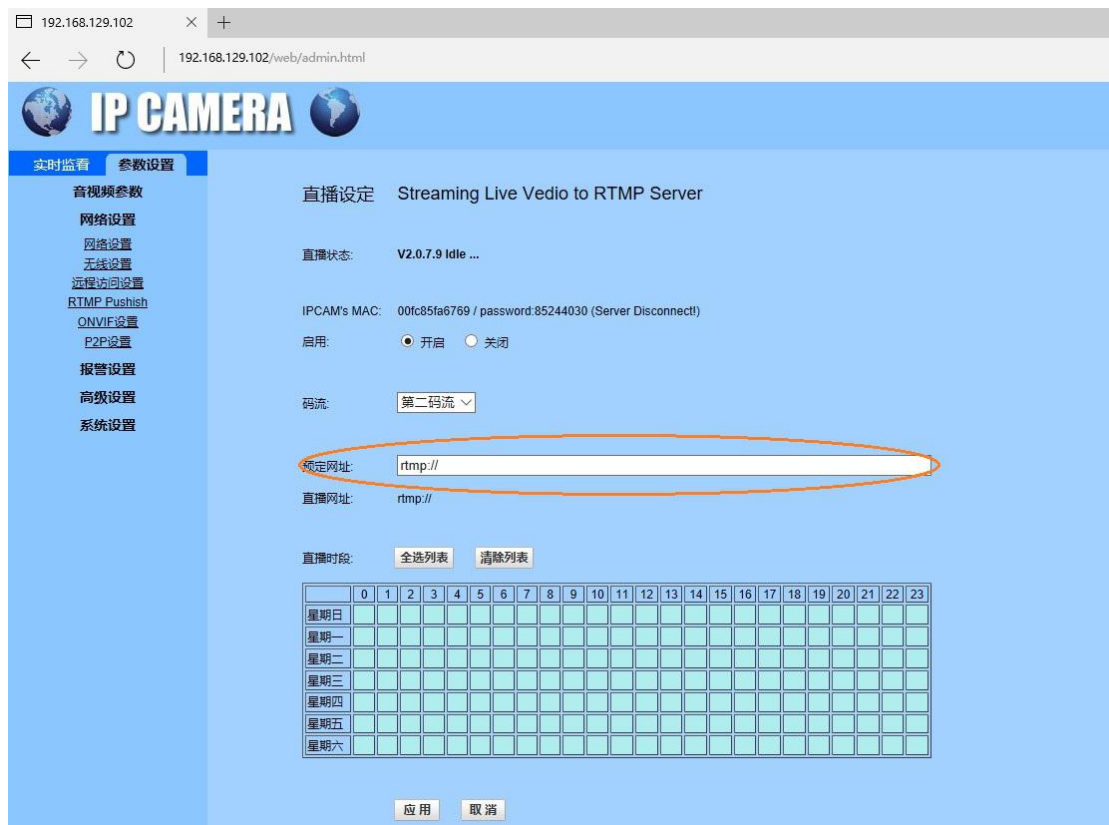 192.168.129.102
192.168.129.102/web/admin.html
IP CAMERA
实时监看 参数设置
音视频参数
网络设置
网络设置
无线设置
远程访问设置
RTMP Pushish
ONVIF设置
P2P设置
报警设置
高级设置
系统设置
直播设定 Streaming Live Vedio to RTMP Server
直播状态: V2.0.7.9 Idle ...
IPCAM's MAC: 00fc85fa6769 / password:85244030 (Server Disconnect!)
启用: 开启 关闭
码流: 第二码流
预定网址: rtmp://
直播网址: rtmp://
直播时段: 全选列表 清除列表
0 1 2 3 4 5 6 7 8 9 10 11 12 13 14 15 16 17 18 19 20 21 22 23
星期日
星期一
星期二
星期三
星期四
星期五
星期六
应用 取消